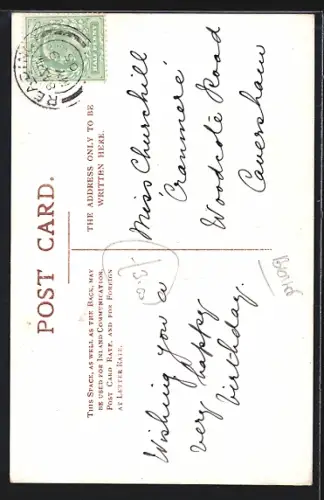 POST CARD.
THIS SPACE, AS WELL AS THE BACK, MAY
BE USED FOR INLAND COMMUNICATION,
POST CARD RATE, AND FOR FOREIGN
AT LETTER RATE.
THE ADDRESS ONLY TO BE
WRITTEN HERE.
READING
Wishing you a
very happy
birthday.
Miss Churchill
Cranmere
Woodcote Road
Caversham